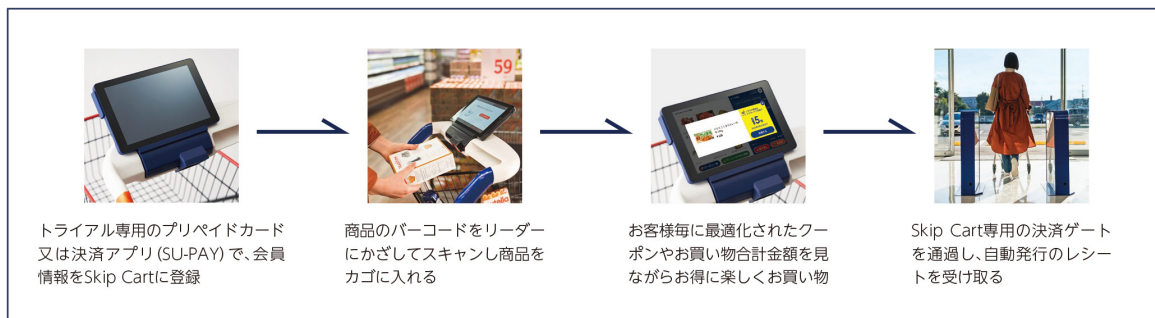 トライアル専用のプリペイドカード
又は決済アプリ(SU-PAY)で、会員
情報をSkip Cartに登録
59
商品のバーコードをリーダー
にかざしてスキャンし商品を
カゴに入れる
15
お客様毎に最適化されたクー
ポンやお買い物合計金額を見
ながらお得に楽しくお買い物
Skip Cart専用の決済ゲート
を通過し、自動発行のレシー
トを受け取る